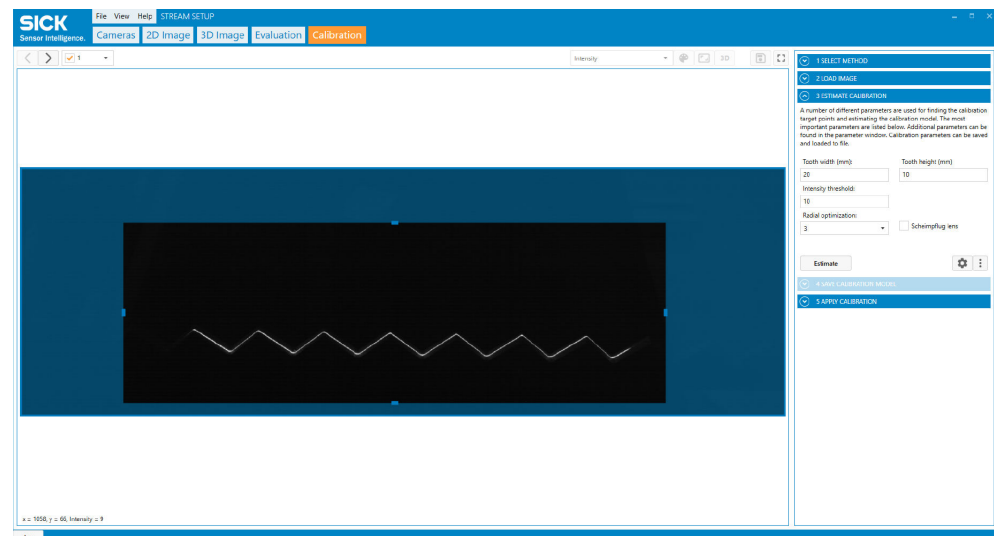 SICK
Sensor Intelligence.
File View Help STREAM SETUP
Cameras 2D Image 3D Image Evaluation Calibration
1
Intensity
3D
1 SELECT METHOD
2 LOAD IMAGE
3 ESTIMATE CALIBRATION
A number of different parameters are used for finding the calibration
target points and estimating the calibration model. The most
important parameters are listed below. Additional parameters can be
found in the parameter window. Calibration parameters can be saved
and loaded to file.
Tooth width (mm): Tooth height (mm)
20 10
Intensity threshold:
10
Radial optimization:
3 Scheimpflug lens
Estimate
4 SAVE CALIBRATION MODEL
5 APPLY CALIBRATION
x = 1058, y = 66, Intensity = 9